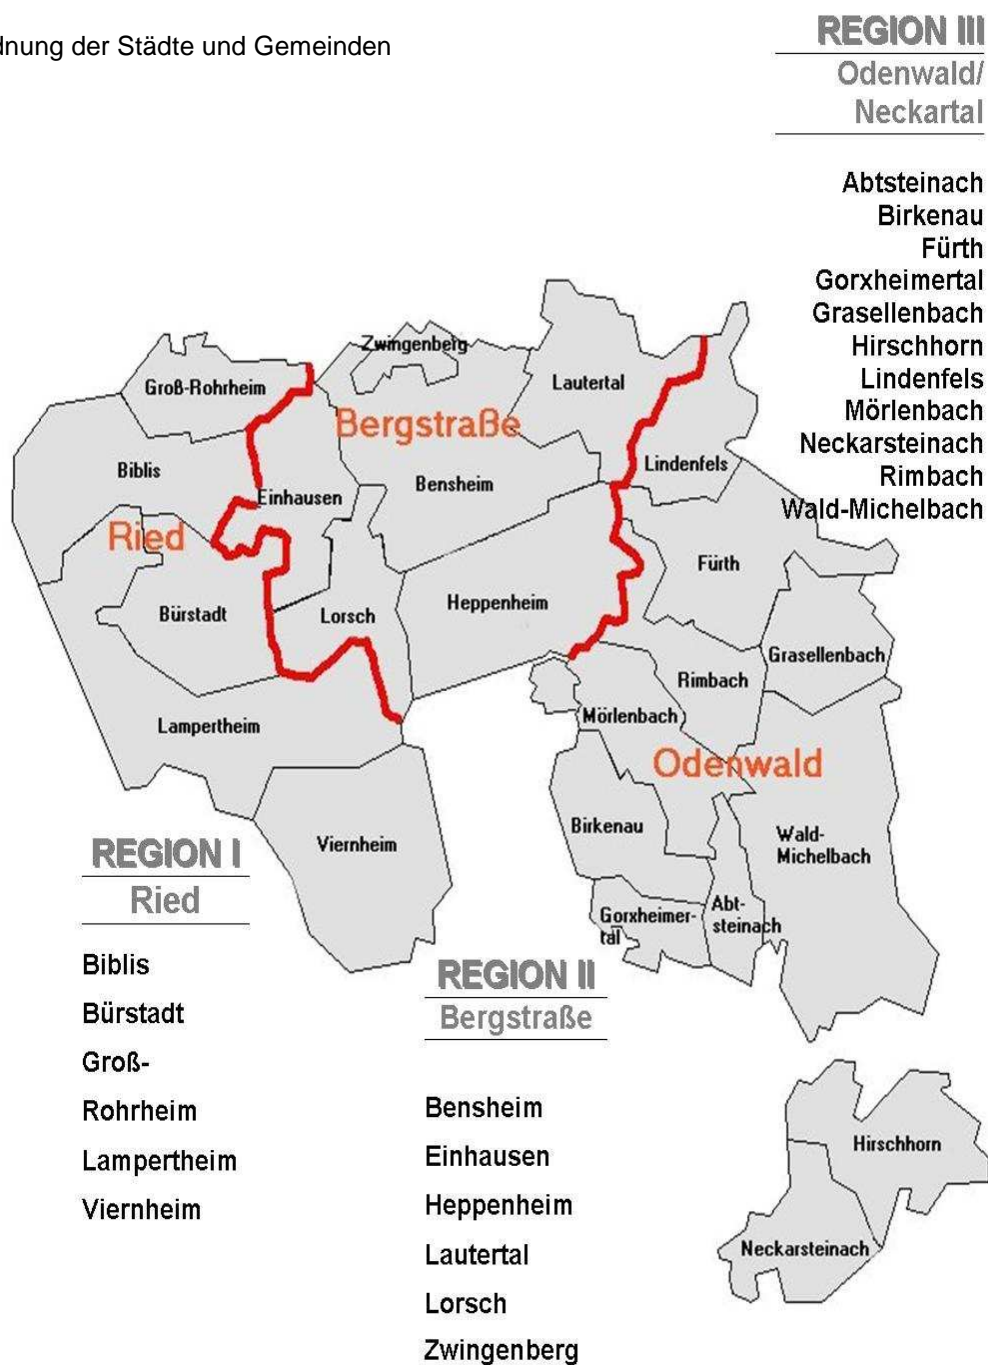 dnung der Städte und Gemeinden
REGION III
Odenwald/
Neckartal
Abtsteinach
Birkenau
Fürth
Gorxheimertal
Grasellenbach
Hirschhorn
Lindenfels
Mörlenbach
Neckarsteinach
Rimbach
Wald-Michelbach
Zwingenberg
Groß-Rohrheim
Lautertal
Bergstraße
Biblis
Einhausen
Bensheim
Lindenfels
Ried
Fürth
Bürstadt
Lorsch
Heppenheim
Grasellenbach
Rimbach
Lampertheim
Mörlenbach
Odenwald
Viernheim
Birkenau
Wald-
Michelbach
Abt-
steinach
Gorxheimer-
tal
REGION I
Ried
Biblis
Bürstadt
Groß-
Rohrheim
Lampertheim
Viernheim
REGION II
Bergstraße
Bensheim
Einhausen
Heppenheim
Lautertal
Lorsch
Zwingenberg
Hirschhorn
Neckarsteinach